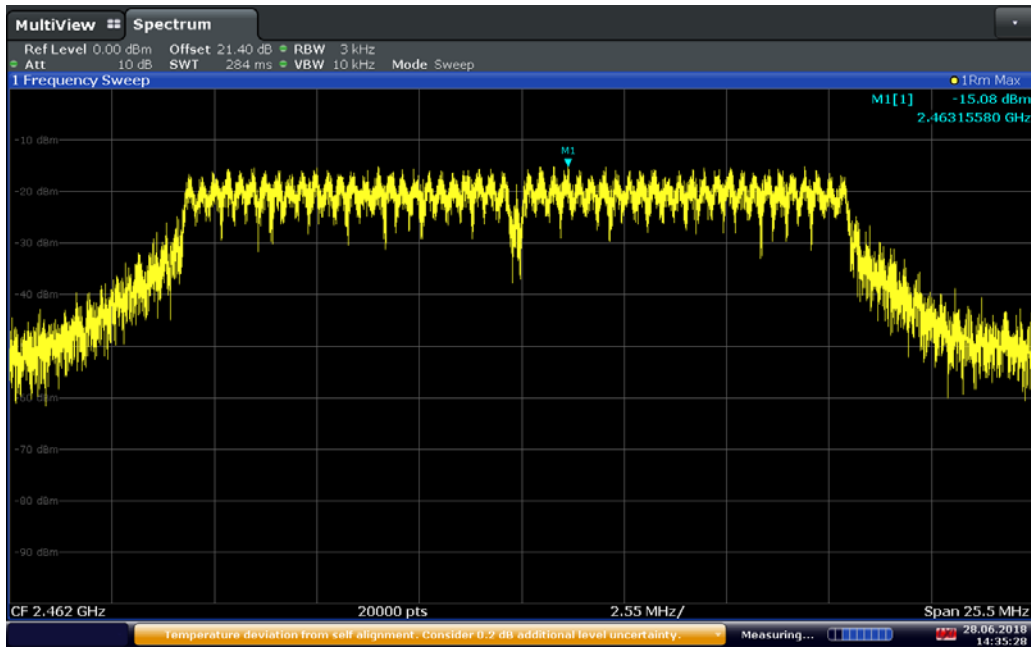 MultiView Spectrum
Ref Level 0.00 dBm Offset 21.40 dB RBW 3 kHz
Att 10 dB SWT 284 ms VBW 10 kHz Mode Sweep
1 Frequency Sweep 1Rm Max
M1[1] -15.08 dBm
2.46315580 GHz
-10 dBm
M1
-20 dBm
-30 dBm
-40 dBm
-70 dBm
-80 dBm
-90 dBm
CF 2.462 GHz 20000 pts 2.55 MHz/ Span 25.5 MHz
Temperature deviation from self alignment. Consider 0.2 dB additional level uncertainty. Measuring... 28.06.2018
14:35:28